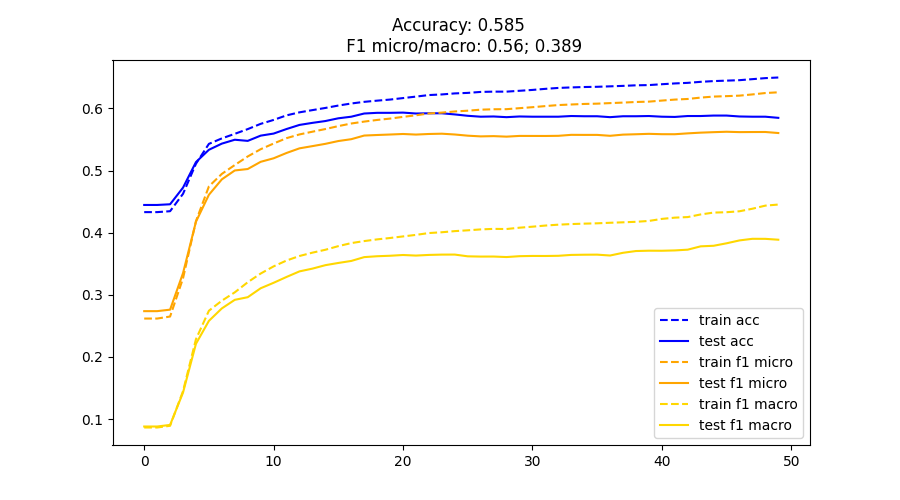 Accuracy: 0.585
F1 micro/macro: 0.56; 0.389
0.6
0.5
0.4
0.3
0.2
0.1
0
10
20
30
40
50
train acc
test acc
train f1 micro
test f1 micro
train f1 macro
test f1 macro